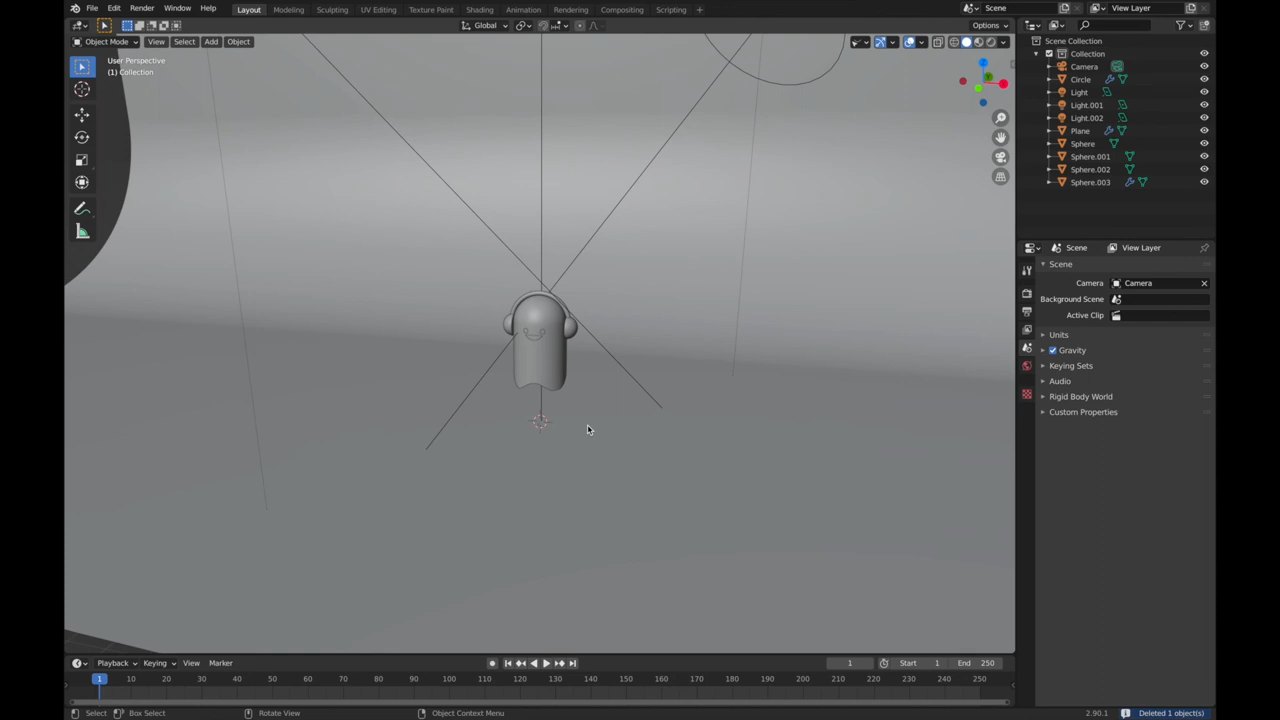 File Edit Render Window Help Layout Modeling Sculpting UV Editing Texture Paint Shading Animation Rendering Compositing Scripting + Scene View Layer
Global Options
Object Mode View Select Add Object
User Perspective
(1) Collection
Scene Collection
Collection
Camera
Circle
Light
Light.001
Light.002
Plane
Sphere
Sphere.001
Sphere.002
Sphere.003
Scene View Layer
Scene
Camera Camera
Background Scene
Active Clip
Units
Gravity
Keying Sets
Audio
Rigid Body World
Custom Properties
Playback Keying View Marker 1 Start 1 End 250
1 10 20 30 40 50 60 70 80 90 100 110 120 130 140 150 160 170 180 190 200 210 220 230 240 250
Select Box Select Rotate View Object Context Menu 2.90.1 Deleted 1 object(s)